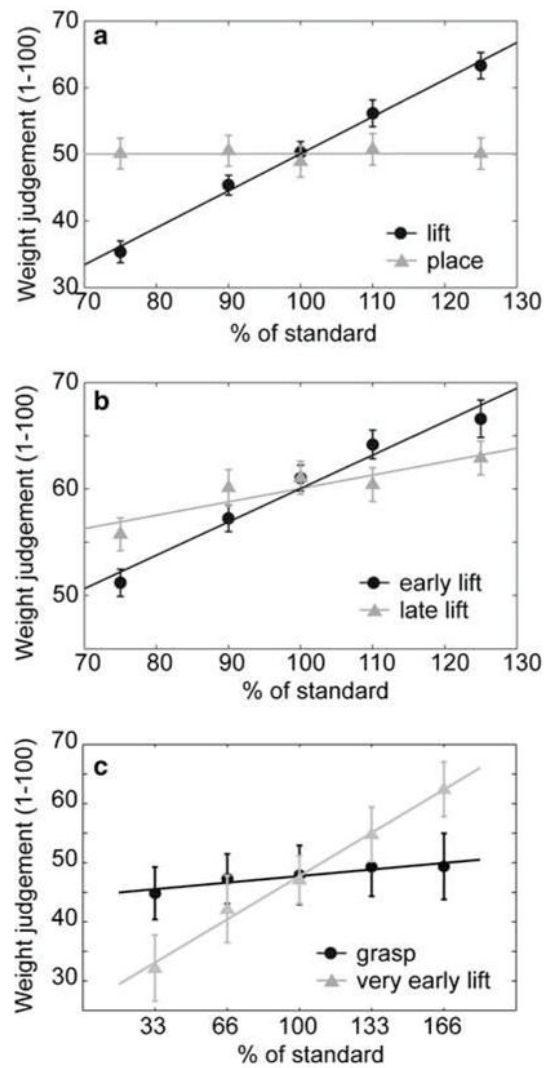 a
Weight judgement (1-100)
70
60
50
40
30
lift
place
70 80 90 100 110 120 130
% of standard
b
Weight judgement (1-100)
70
60
50
early lift
late lift
70 80 90 100 110 120 130
% of standard
c
Weight judgement (1-100)
70
60
50
40
30
grasp
very early lift
33 66 100 133 166
% of standard